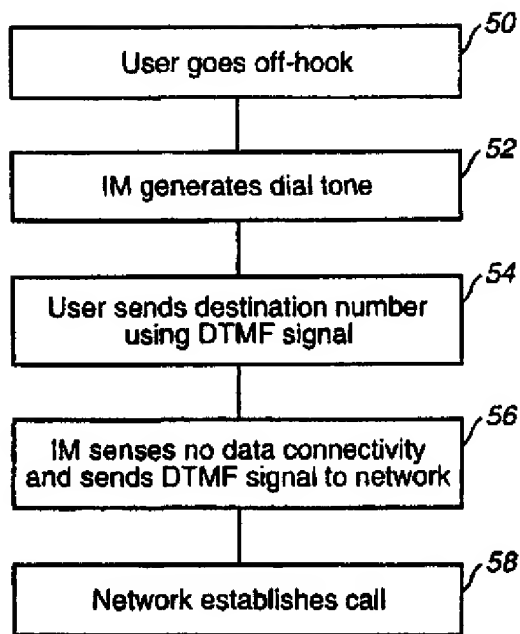 50
User goes off-hook
52
IM generates dial tone
54
User sends destination number
using DTMF signal
56
IM senses no data connectivity
and sends DTMF signal to network
58
Network establishes call